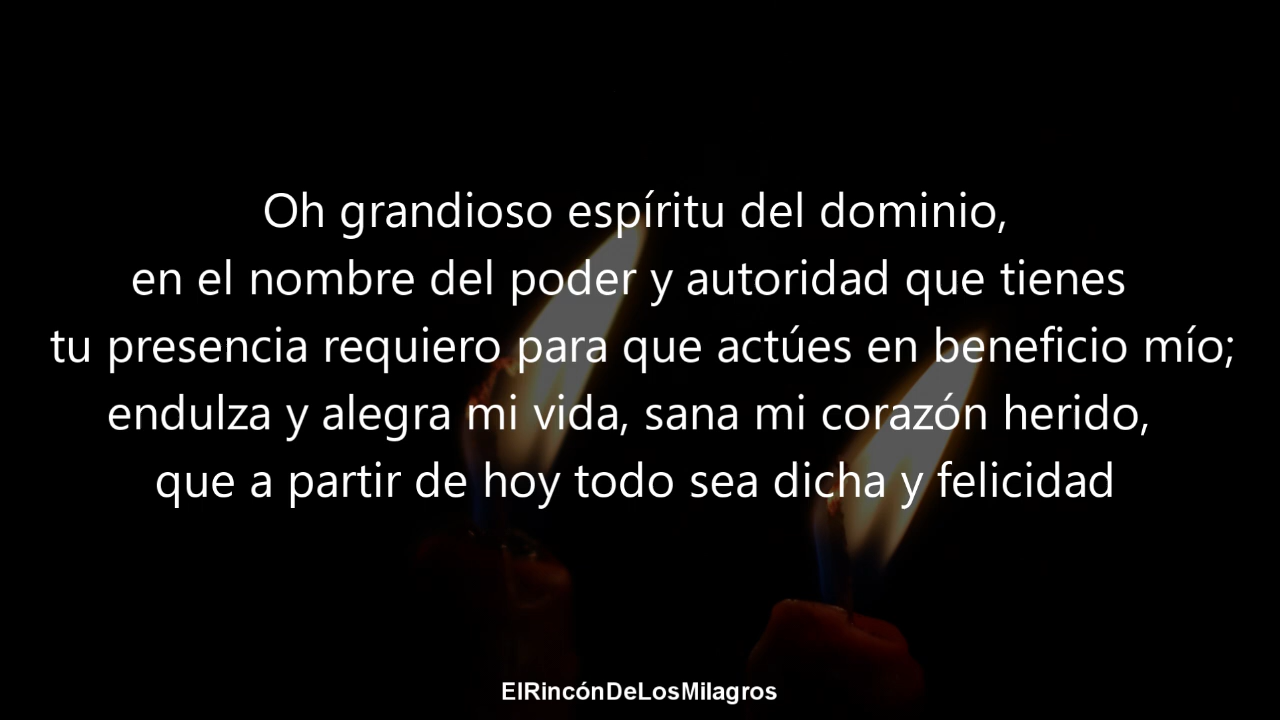 Oh grandioso espíritu del dominio,
en el nombre del poder y autoridad que tienes
tu presencia requiero para que actúes en beneficio mío;
endulza y alegra mi vida, sana mi corazón herido,
que a partir de hoy todo sea dicha y felicidad
ElRincónDeLosMilagros